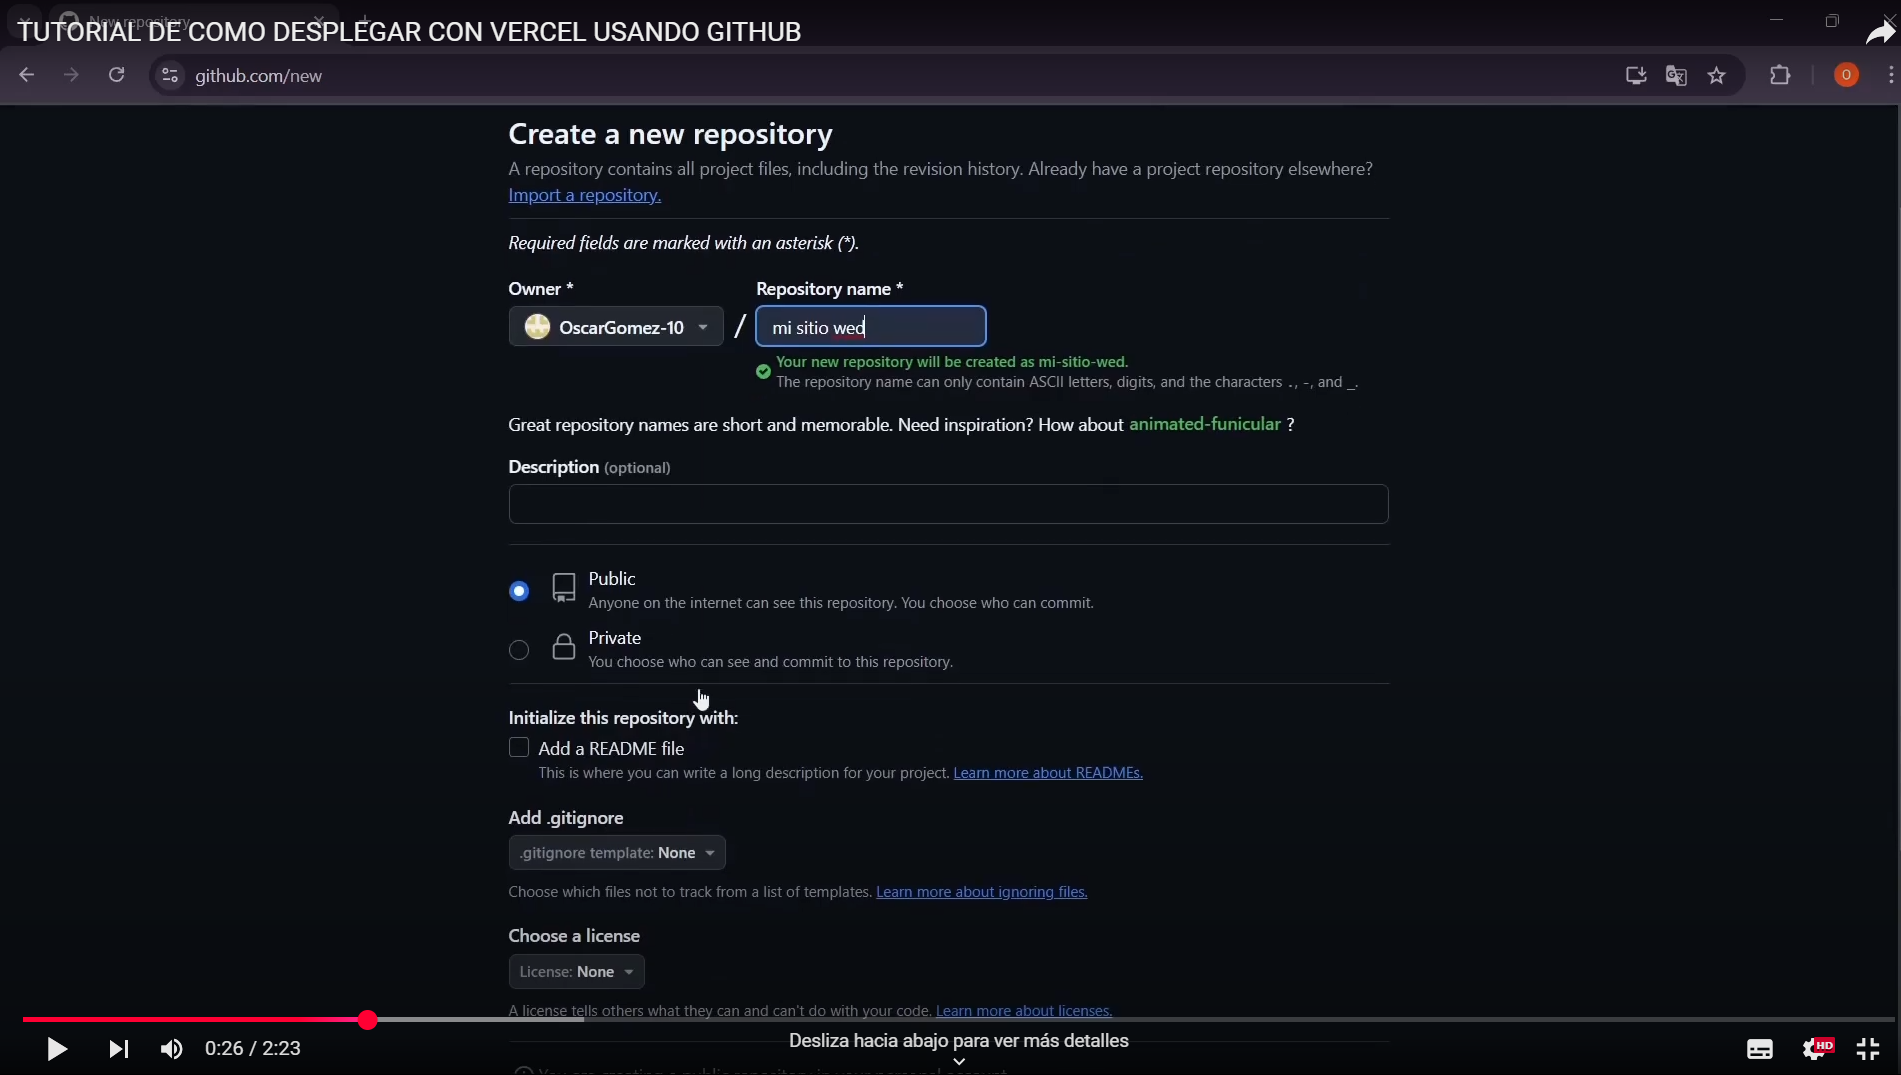 New repository
TUTORIAL DE COMO DESPLEGAR CON VERCEL USANDO GITHUB
github.com/new
O
Create a new repository
A repository contains all project files, including the revision history. Already have a project repository elsewhere?
Import a repository.
Required fields are marked with an asterisk (*).
Owner *
Repository name *
OscarGomez-10
/
mi sitio wed
Your new repository will be created as mi-sitio-wed.
The repository name can only contain ASCII letters, digits, and the characters ., -, and _.
Great repository names are short and memorable. Need inspiration? How about animated-funicular ?
Description (optional)
Public
Anyone on the internet can see this repository. You choose who can commit.
Private
You choose who can see and commit to this repository.
Initialize this repository with:
Add a README file
This is where you can write a long description for your project. Learn more about READMEs.
Add .gitignore
.gitignore template: None
Choose which files not to track from a list of templates. Learn more about ignoring files.
Choose a license
License: None
A license tells others what they can and can't do with your code. Learn more about licenses.
0:26 / 2:23
Desliza hacia abajo para ver más detalles
HD
You are creating a public repository in your personal account.